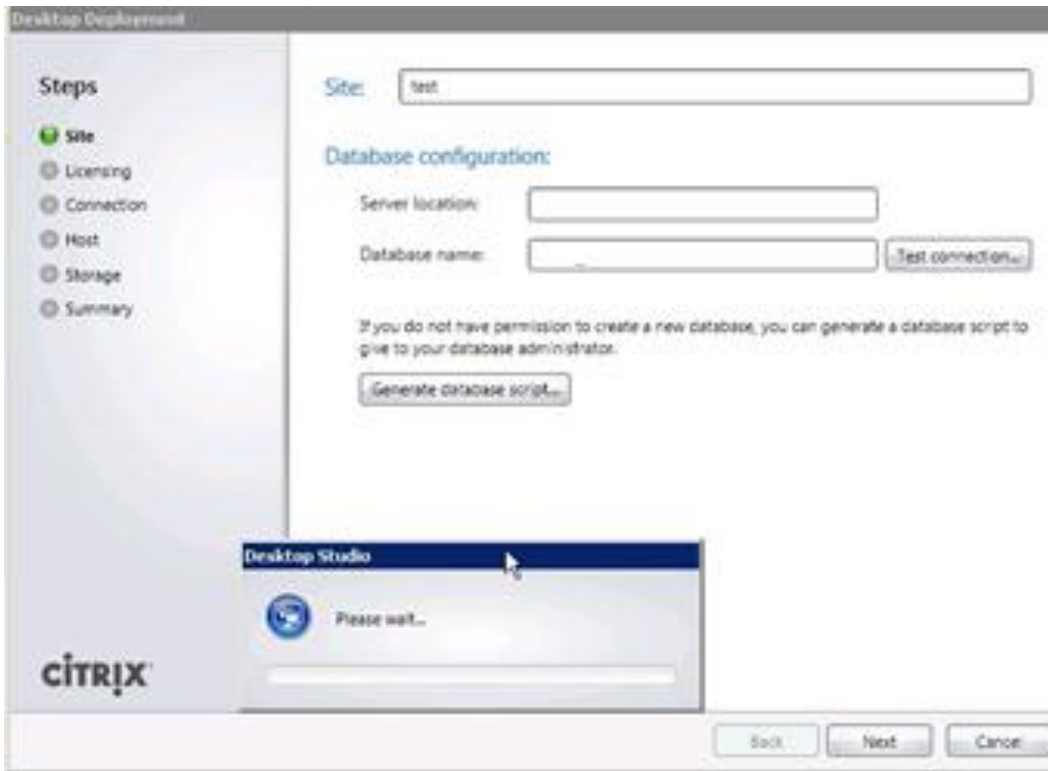 Desktop Deployment
Steps
Site
Licensing
Connection
Host
Storage
Summary
Site: test
Database configuration:
Server location:
Database name:
Test connection...
If you do not have permission to create a new database, you can generate a database script to
give to your database administrator.
Generate database script...
Desktop Studio
Please wait...
CITRIX
Back
Next
Cancel